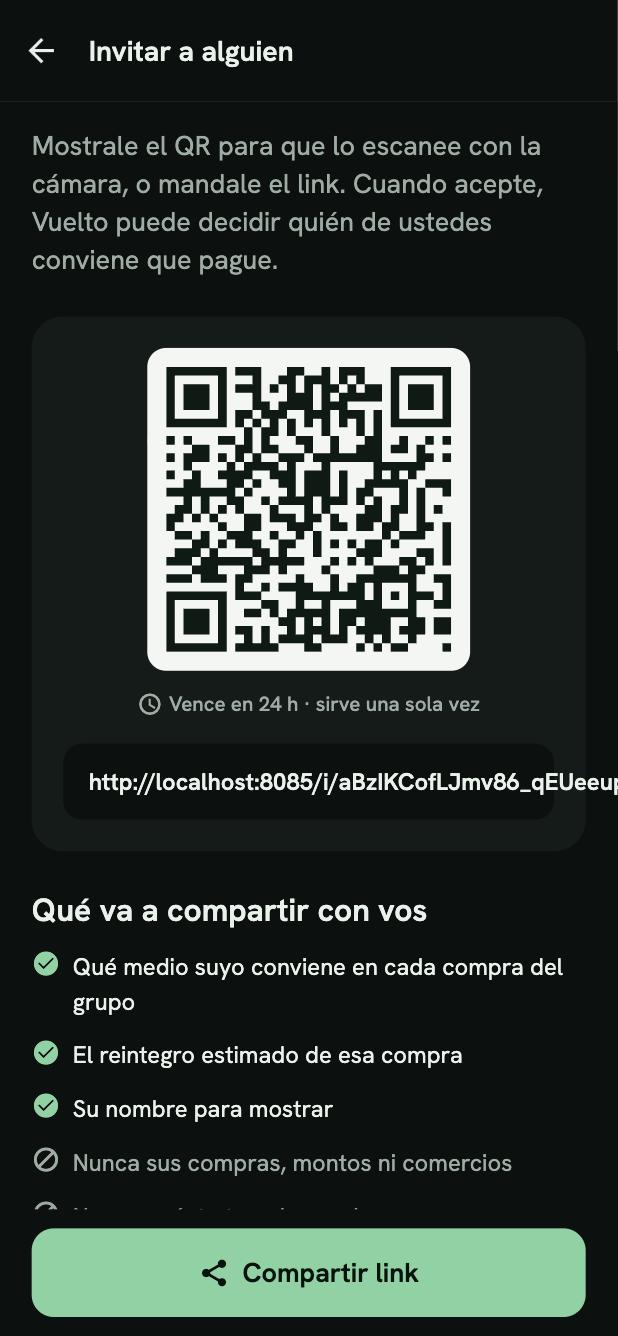 Invitar a alguien
Mostrale el QR para que lo escanee con la
cámara, o mandale el link. Cuando acepte,
Vuelto puede decidir quién de ustedes
conviene que pague.
Vence en 24 h · sirve una sola vez
http://localhost:8085/i/aBzIKCofLJmv86_qEUeeup
Qué va a compartir con vos
Qué medio suyo conviene en cada compra del
grupo
El reintegro estimado de esa compra
Su nombre para mostrar
Nunca sus compras, montos ni comercios
Compartir link